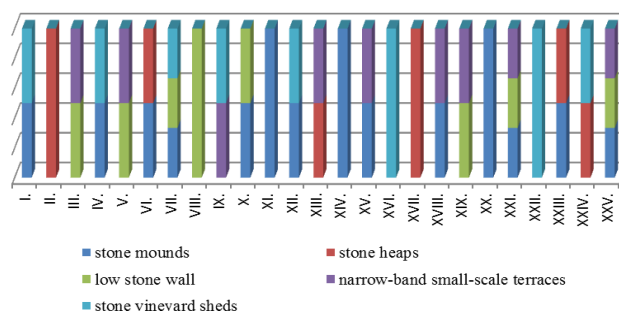 I. II. III. IV. V. VI. VII. VIII. IX. X. XI. XII. XIII. XIV. XV. XVI. XVII. XVIII. XIX. XX. XXI. XXII. XXIII. XXIV. XXV.
stone mounds stone heaps
low stone wall narrow-band small-scale terraces
stone vineyard sheds